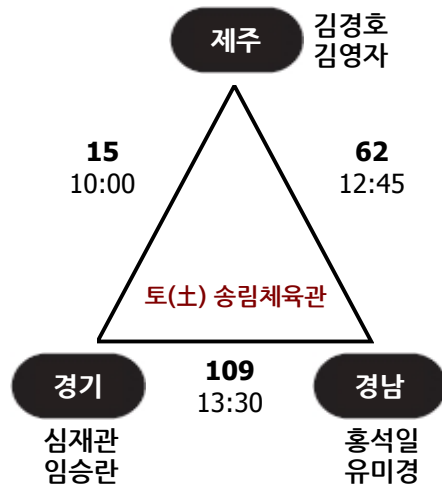 제주
김경호
김영자
15
10:00
62
12:45
토(土) 송림체육관
경기
109
13:30
경남
심재관
임승란
홍석일
유미경